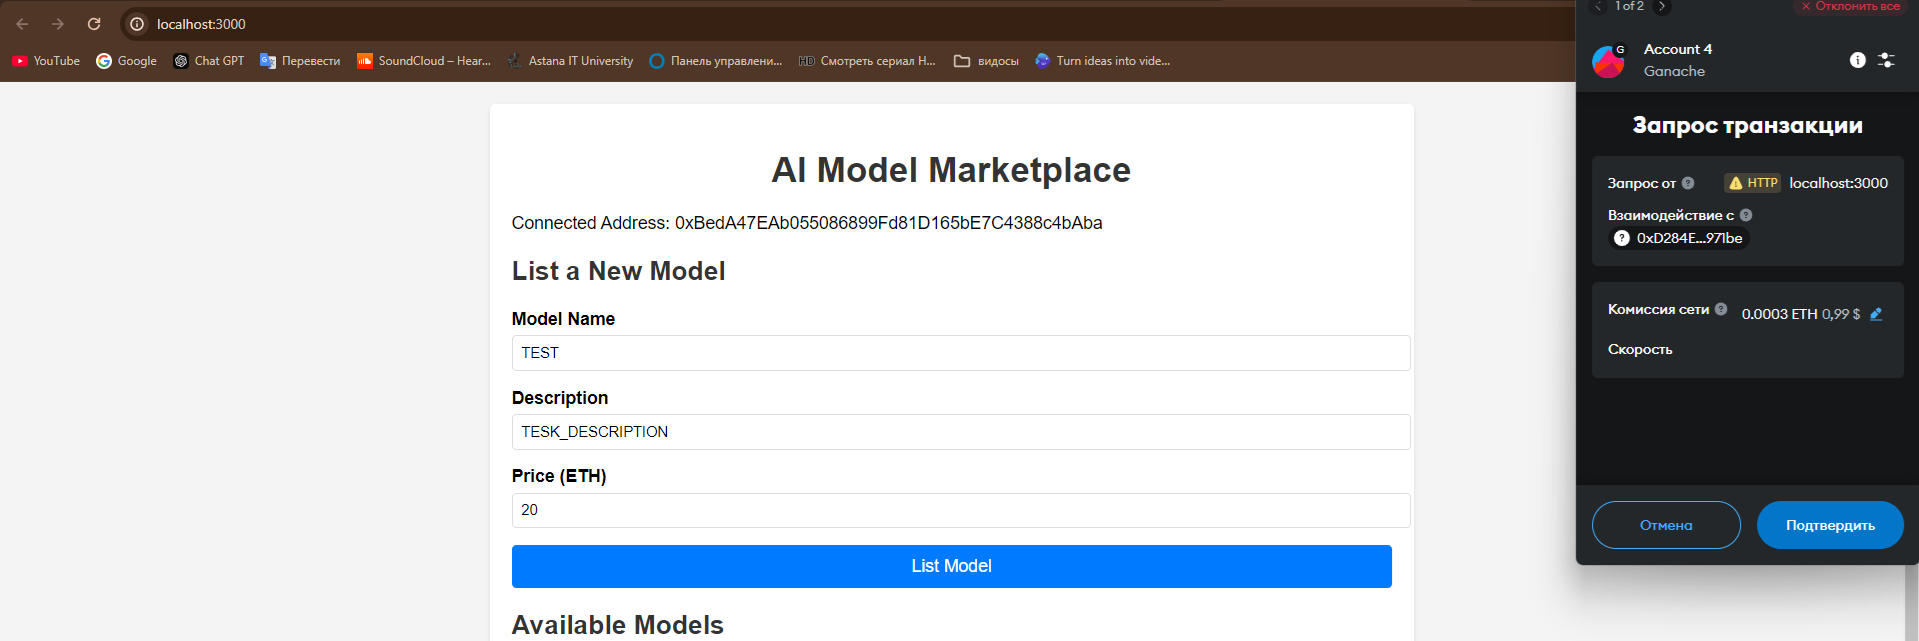 localhost:3000
YouTube Google Chat GPT Перевести SoundCloud – Hear... Astana IT University Панель управлени... HD Смотреть сериал Н... видосы Turn ideas into vide...
AI Model Marketplace
Connected Address: 0xBedA47EAb055086899Fd81D165bE7C4388c4bAba
List a New Model
Model Name
TEST
Description
TESK_DESCRIPTION
Price (ETH)
20
List Model
Available Models
1 of 2 Отклонить все
G Account 4
Ganache
Запрос транзакции
Запрос от HTTP localhost:3000
Взаимодействие с
0xD284E...971be
Комиссия сети 0.0003 ETH 0,99 $
Скорость
Отмена Подтвердить